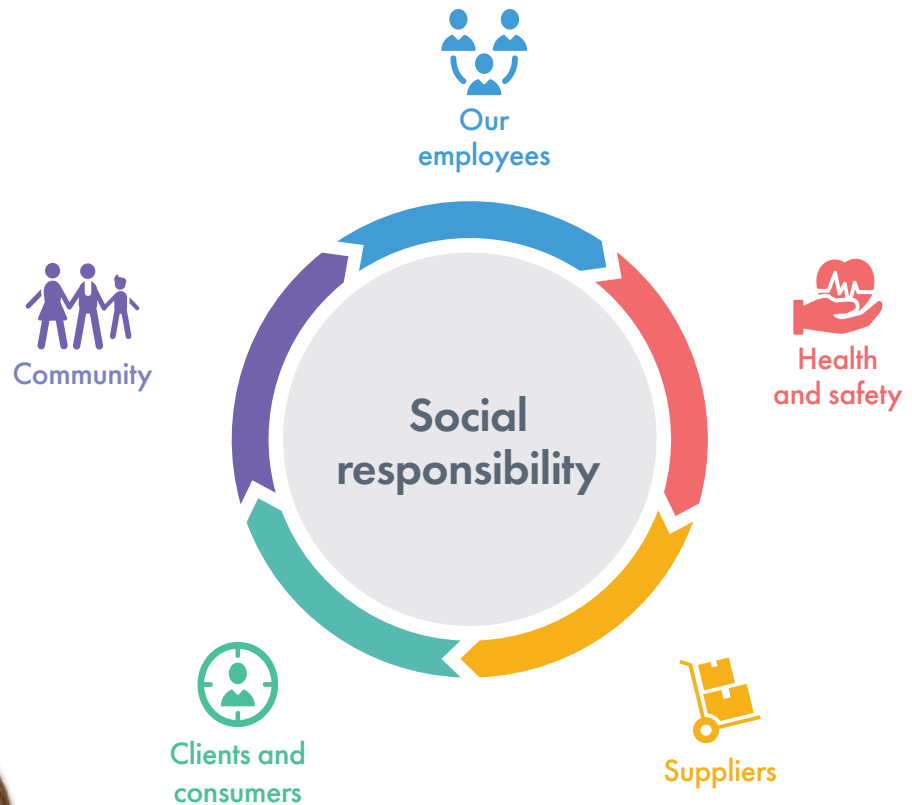 Our
employees
Health
and safety
Suppliers
Clients and
consumers
Community
Social
responsibility